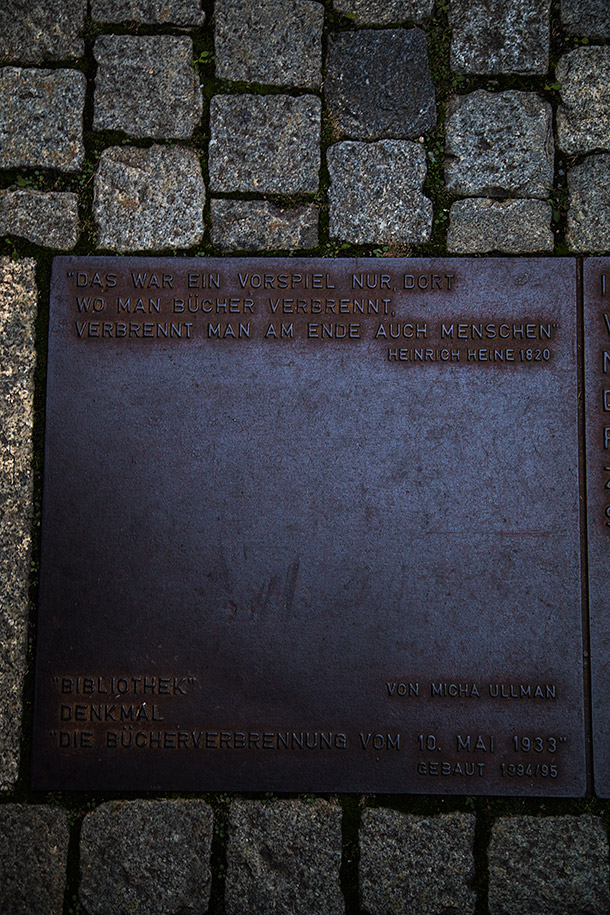 "DAS WAR EIN VORSPIEL NUR, DORT
WO MAN BÜCHER VERBRENNT,
VERBRENNT MAN AM ENDE AUCH MENSCHEN"
HEINRICH HEINE 1820
"BIBLIOTHEK"
VON MICHA ULLMAN
DENKMAL
"DIE BÜCHERVERBRENNUNG VOM 10. MAI 1933"
GEBAUT 1994/95